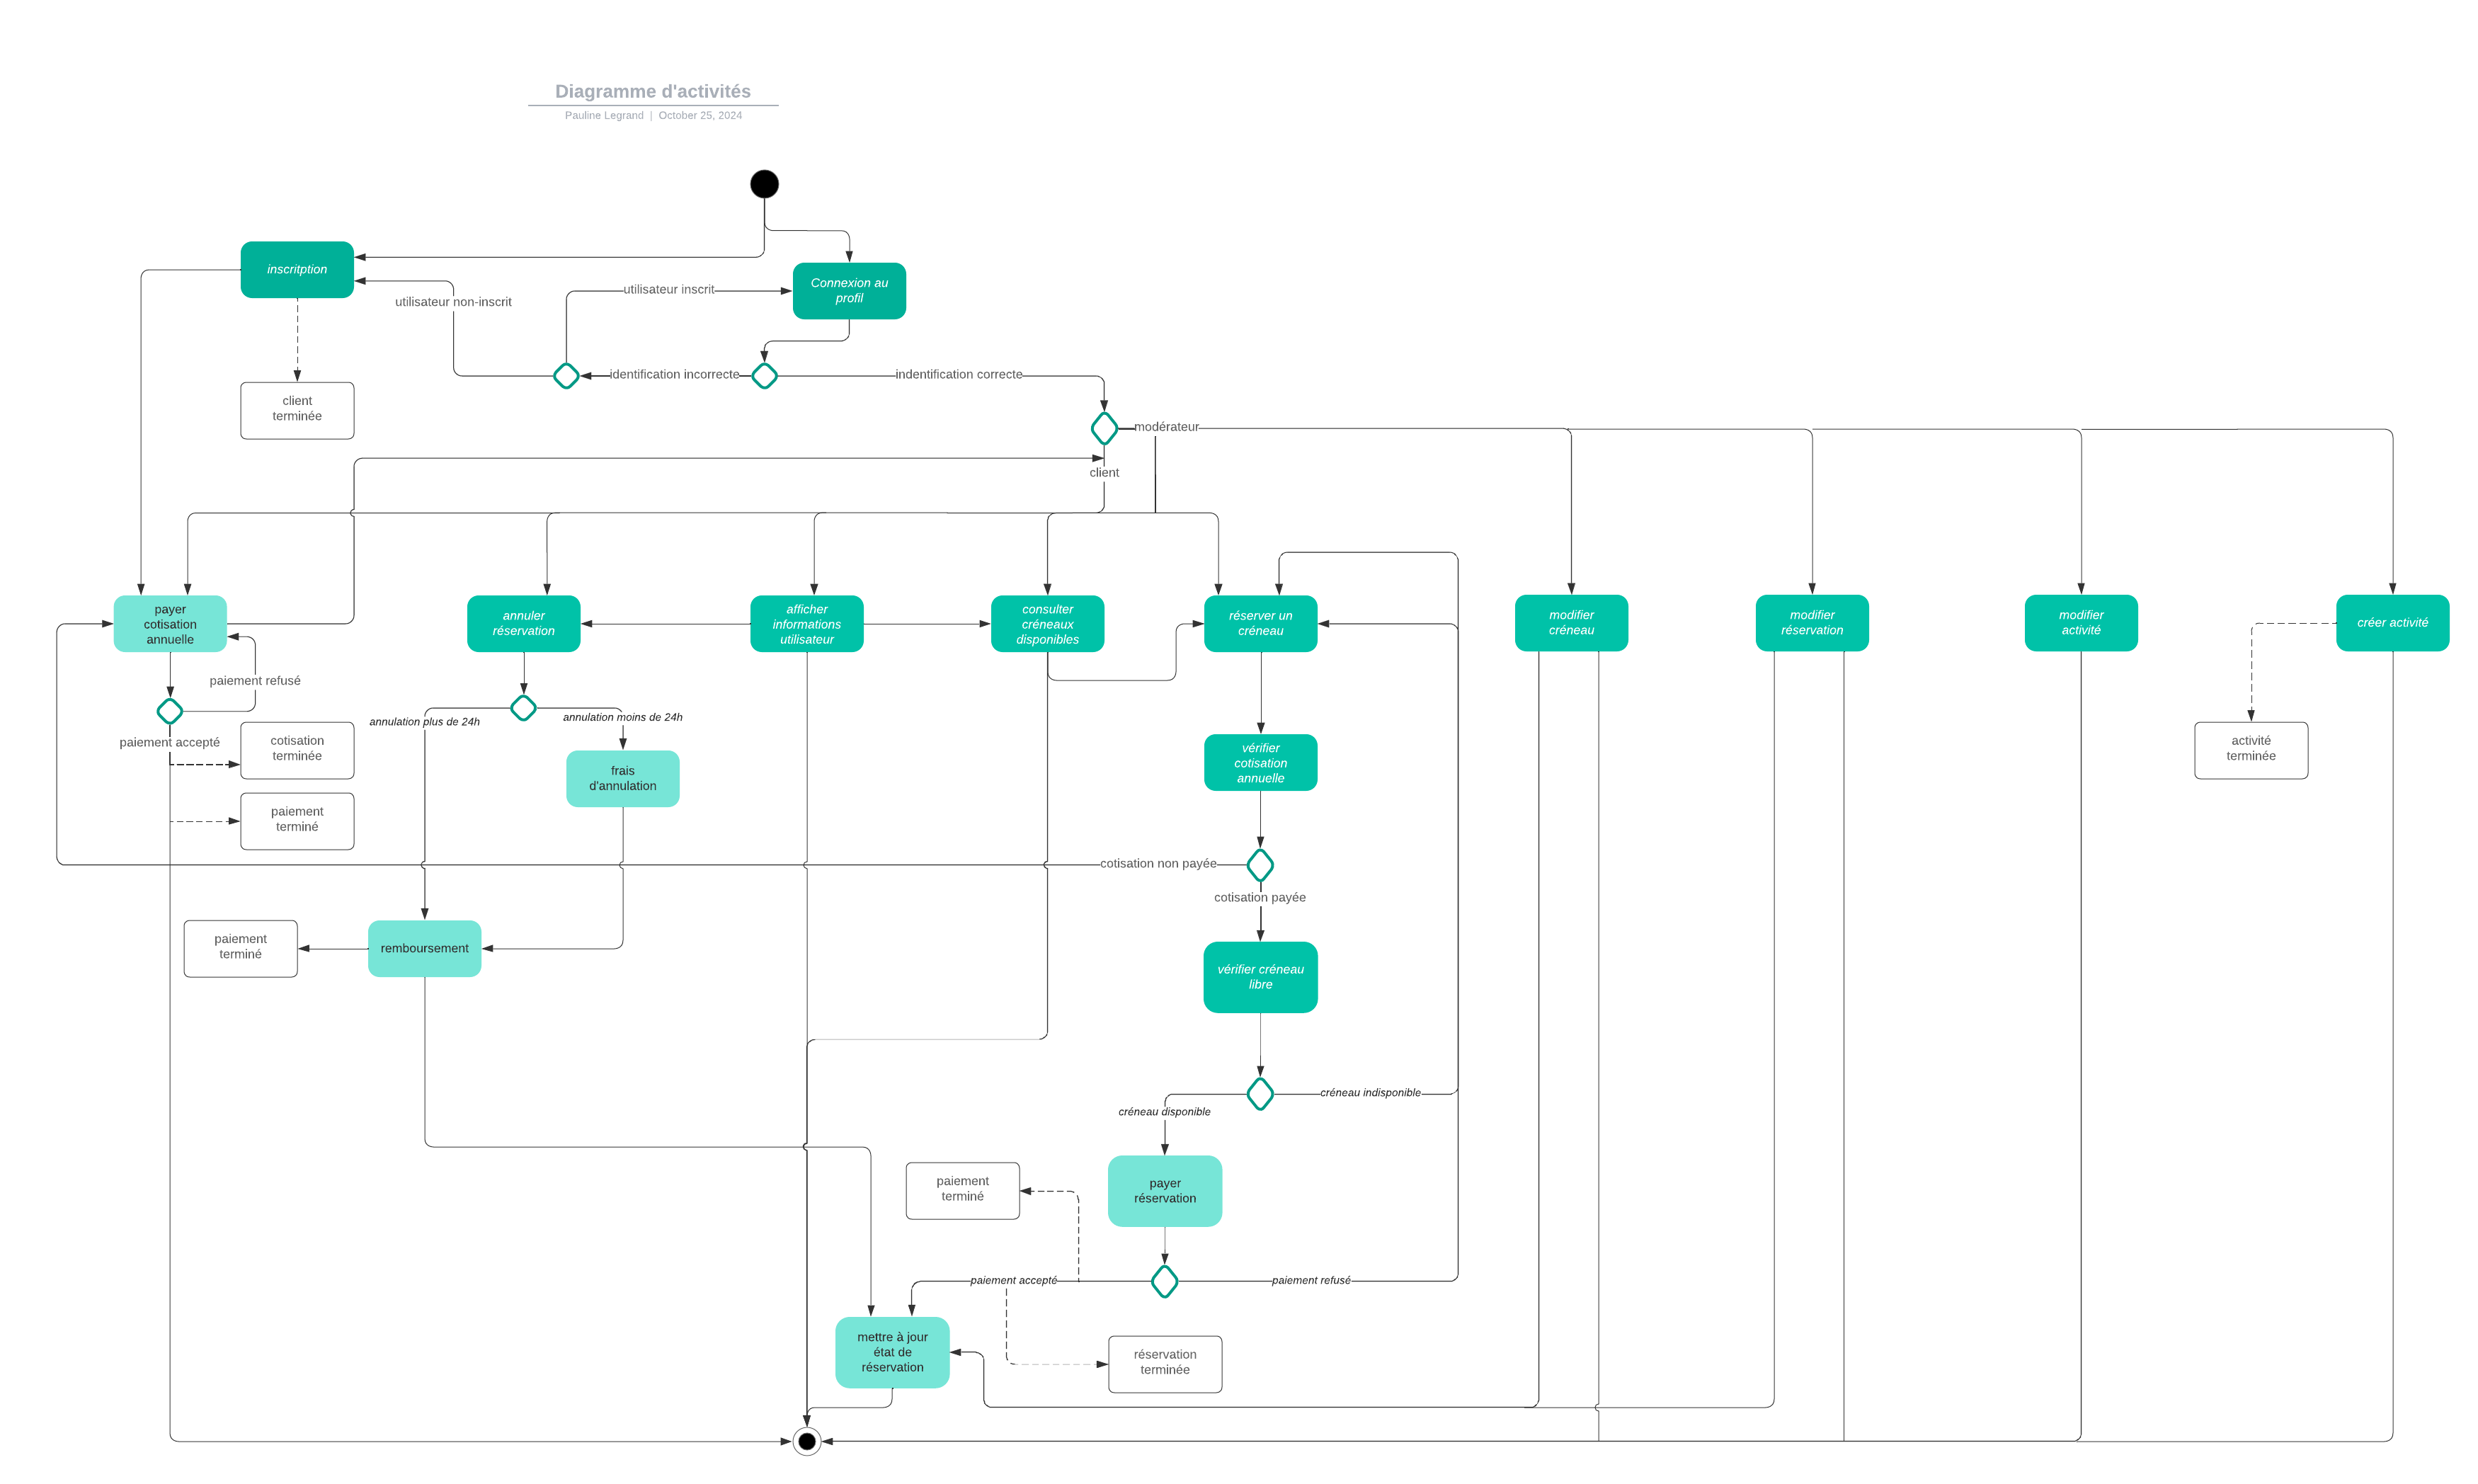 Diagramme d'activités
Pauline Legrand | October 25, 2024
inscritption
Connexion au
profil
utilisateur inscrit
utilisateur non-inscrit
identification incorrecte
indentification correcte
client
terminée
modérateur
client
payer
cotisation
annuelle
annuler
réservation
afficher
informations
utilisateur
consulter
créneaux
disponibles
réserver un
créneau
modifier
créneau
modifier
réservation
modifier
activité
créer activité
paiement refusé
annulation plus de 24h
annulation moins de 24h
paiement accepté
cotisation
terminée
frais
d'annulation
vérifier
cotisation
annuelle
activité
terminée
paiement
terminé
cotisation non payée
cotisation payée
paiement
terminé
remboursement
vérifier créneau
libre
créneau indisponible
créneau disponible
paiement
terminé
payer
réservation
paiement accepté
paiement refusé
mettre à jour
état de
réservation
réservation
terminée